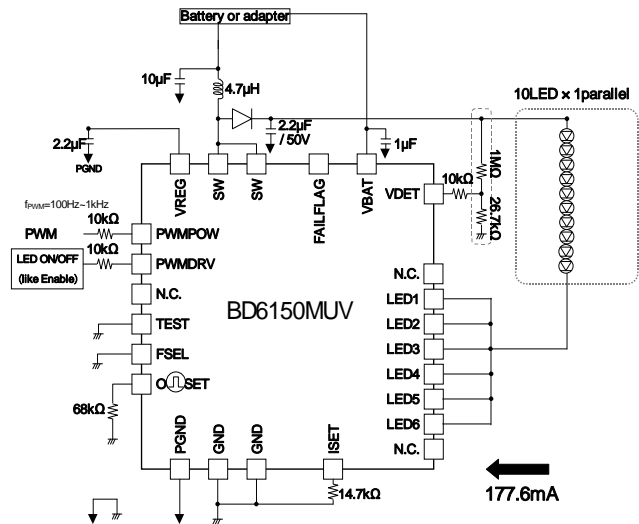 Battery or adapter
10μF
4.7μH
10LED × 1parallel
2.2μF
/ 50V
2.2μF
PGND
1μF
1MΩ
10kΩ
26.7kΩ
VREG
SW
SW
FAILFLAG
VBAT
VDET
fPWM=100Hz~1kHz
10kΩ
PWM
PWMPOW
10kΩ
LED ON/OFF
(like Enable)
PWMDRV
N.C.
N.C.
LED1
BD6150MUV
TEST
LED2
FSEL
LED3
LED4
68kΩ
LED5
LED6
N.C.
PGND
GND
GND
ISET
14.7kΩ
177.6mA